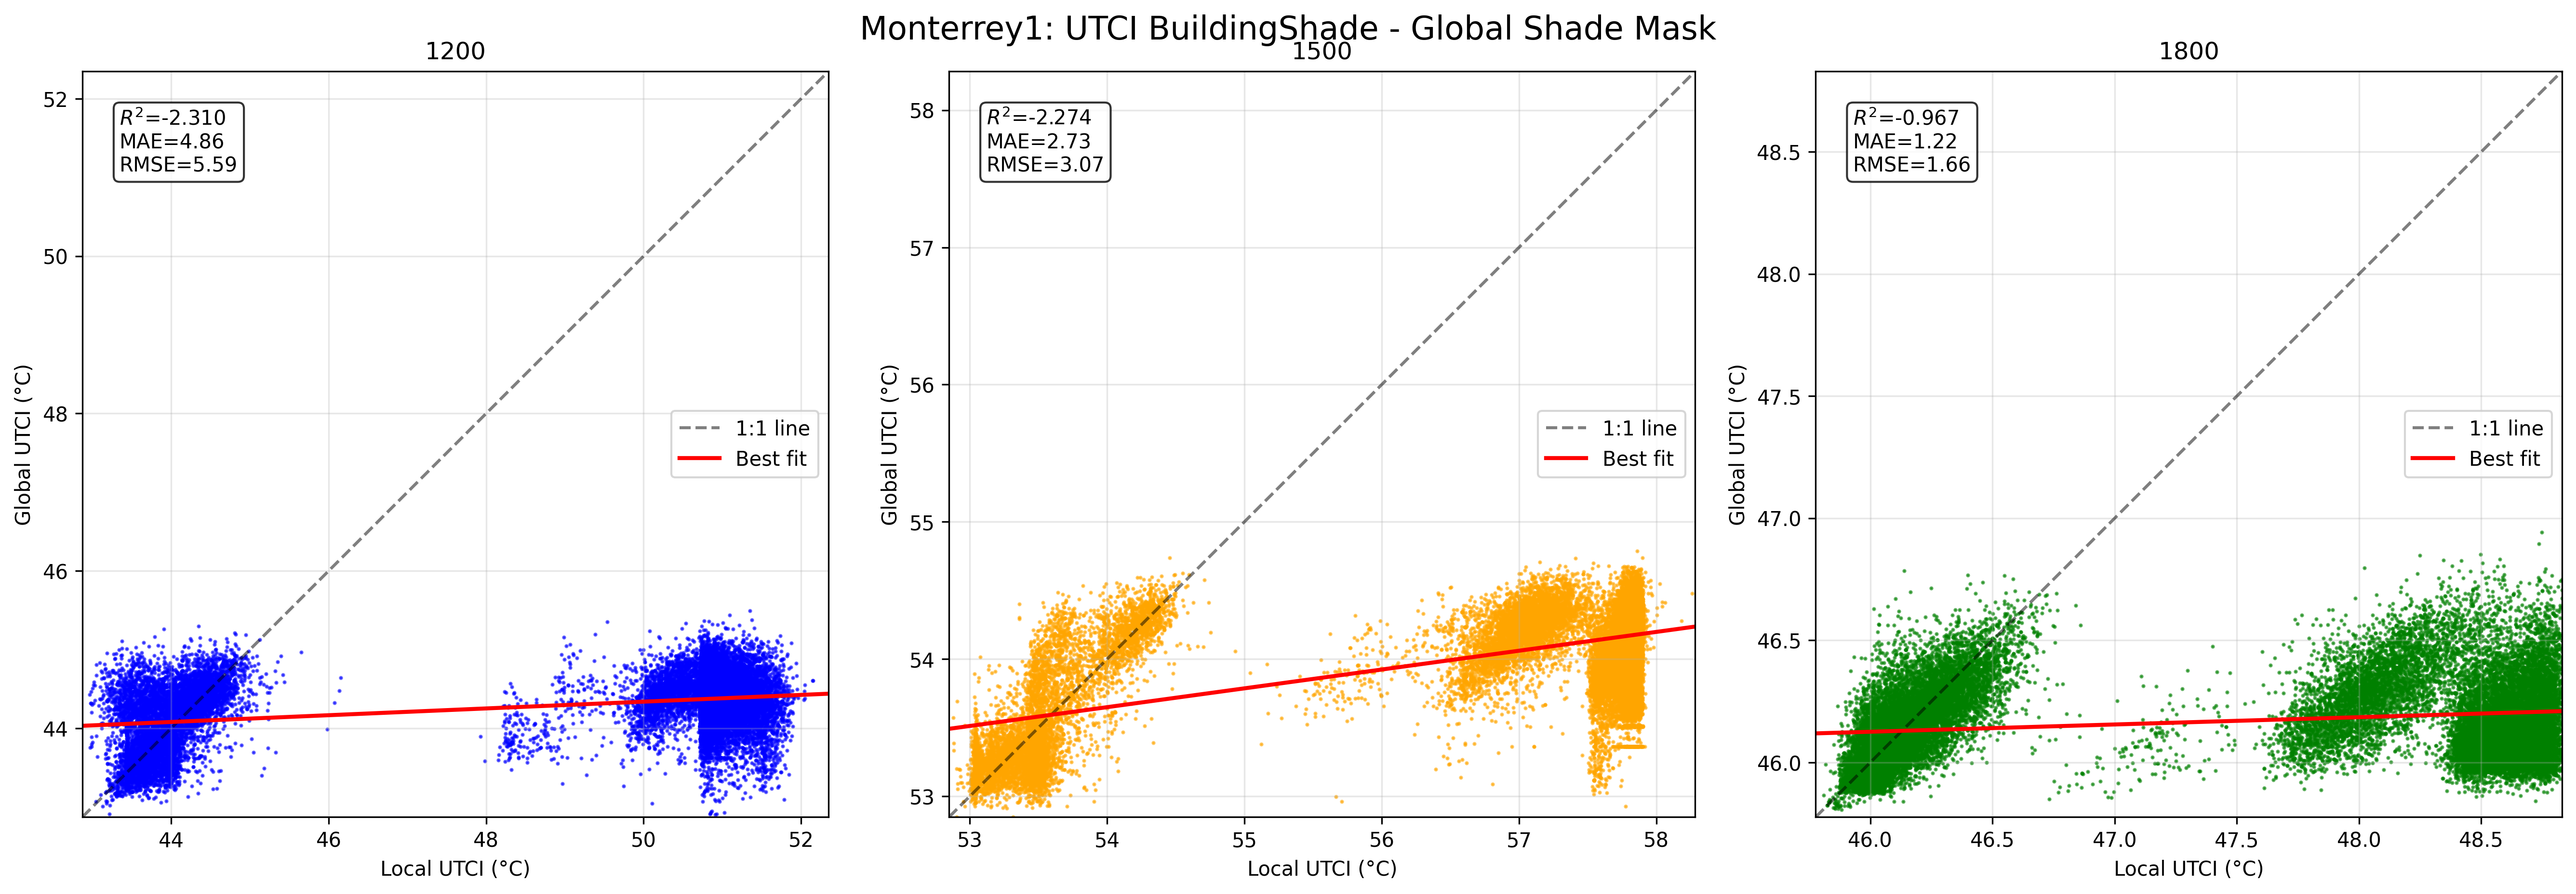 Monterrey1: UTCI BuildingShade - Global Shade Mask
1200
R²=-2.310
MAE=4.86
RMSE=5.59
52
50
48
46
44
Global UTCI (°C)
1:1 line
Best fit
44
46
48
50
52
Local UTCI (°C)
1500
R²=-2.274
MAE=2.73
RMSE=3.07
58
57
56
55
54
53
Global UTCI (°C)
1:1 line
Best fit
53
54
55
56
57
58
Local UTCI (°C)
1800
R²=-0.967
MAE=1.22
RMSE=1.66
48.5
48.0
47.5
47.0
46.5
46.0
Global UTCI (°C)
1:1 line
Best fit
46.0
46.5
47.0
47.5
48.0
48.5
Local UTCI (°C)